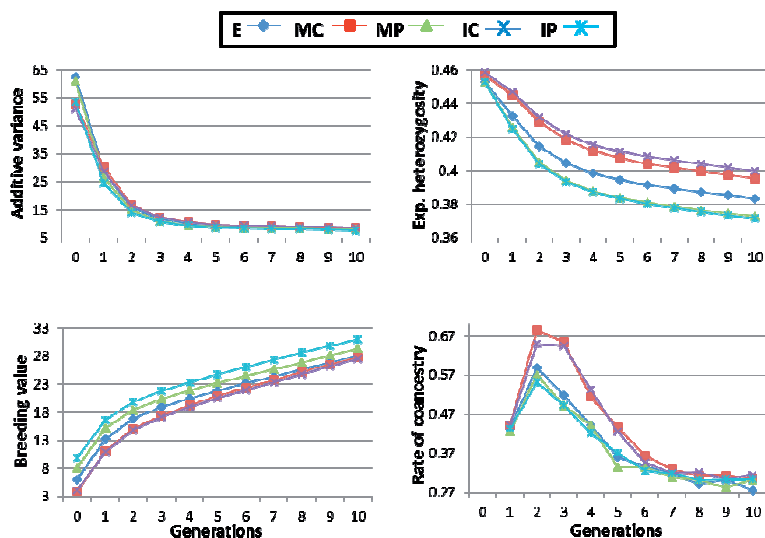 E MC MP IC IP
Additive variance
65
55
45
35
25
15
5
0 1 2 3 4 5 6 7 8 9 10
Exp. heterozygosity
0.46
0.44
0.42
0.4
0.38
0.36
0 1 2 3 4 5 6 7 8 9 10
Breeding value
33
28
23
18
13
8
3
0 1 2 3 4 5 6 7 8 9 10
Generations
Rate of coancestry
0.67
0.57
0.47
0.37
0.27
0 1 2 3 4 5 6 7 8 9 10
Generations